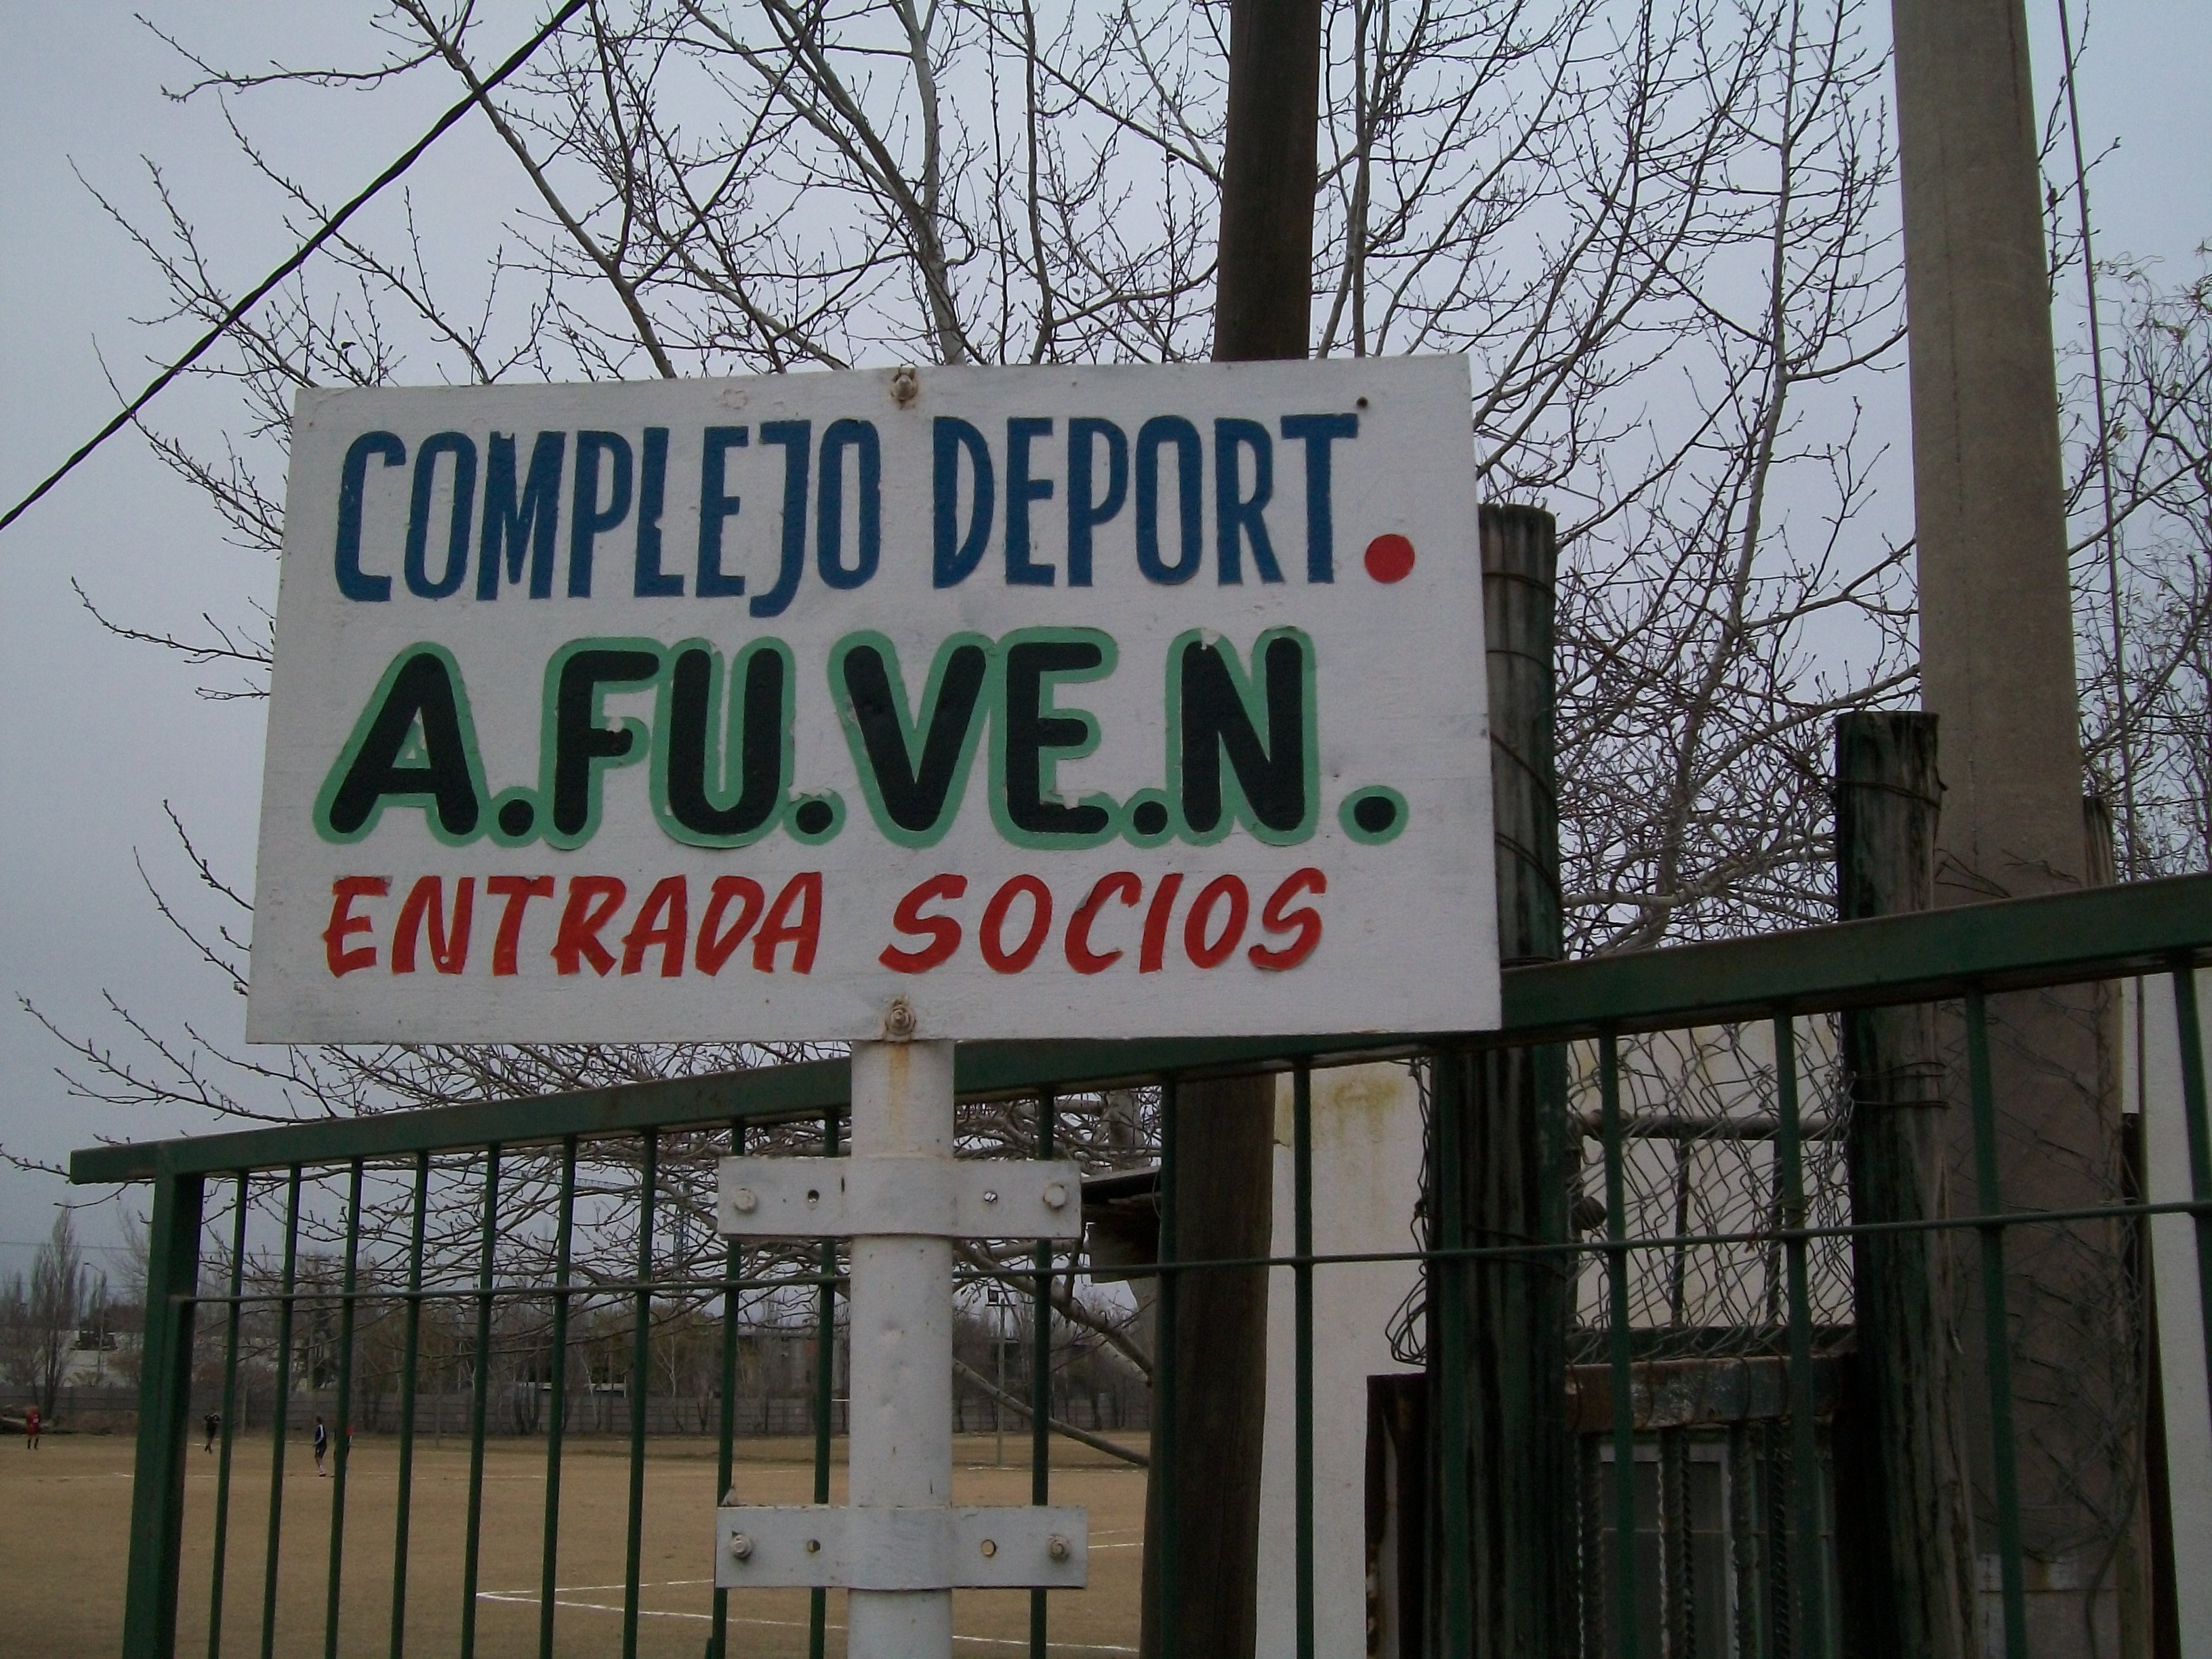 COMPLEJO DEPORT.
A.FU.VE.N.
ENTRADA SOCIOS